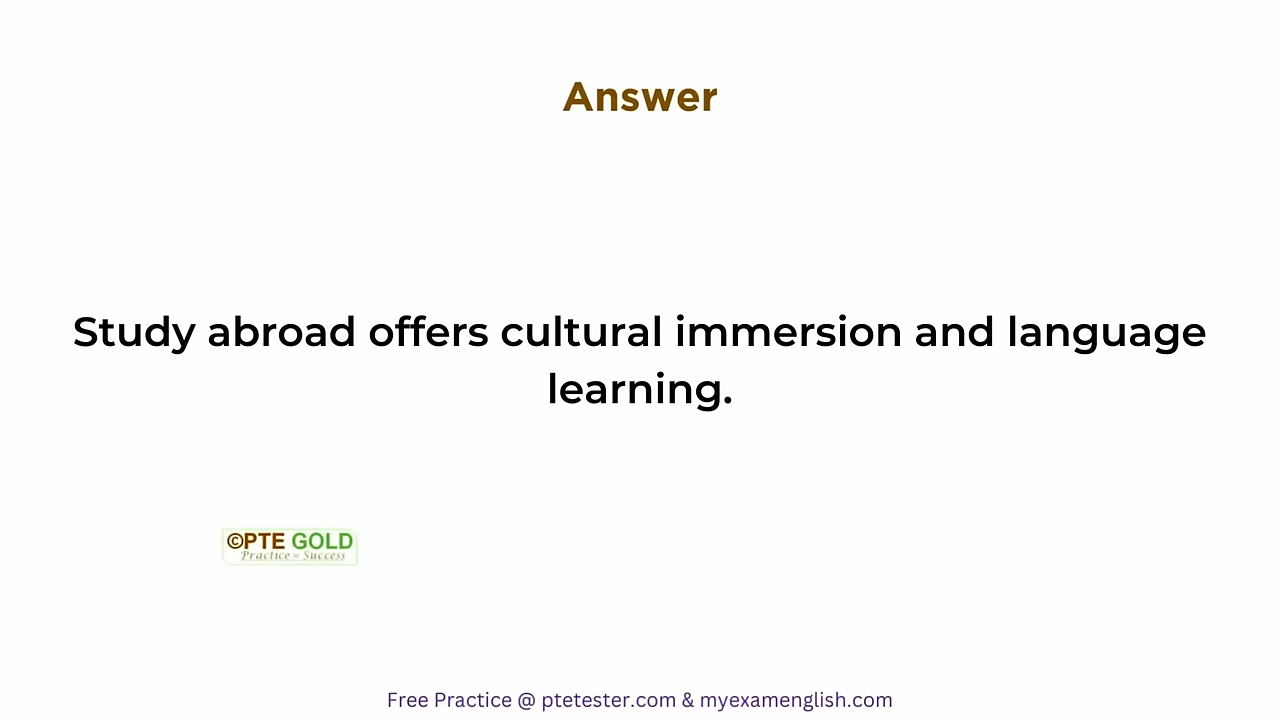 Answer
Study abroad offers cultural immersion and language
learning.
©PTE GOLD
Practice = Success
Free Practice @ ptetester.com & myexamenglish.com